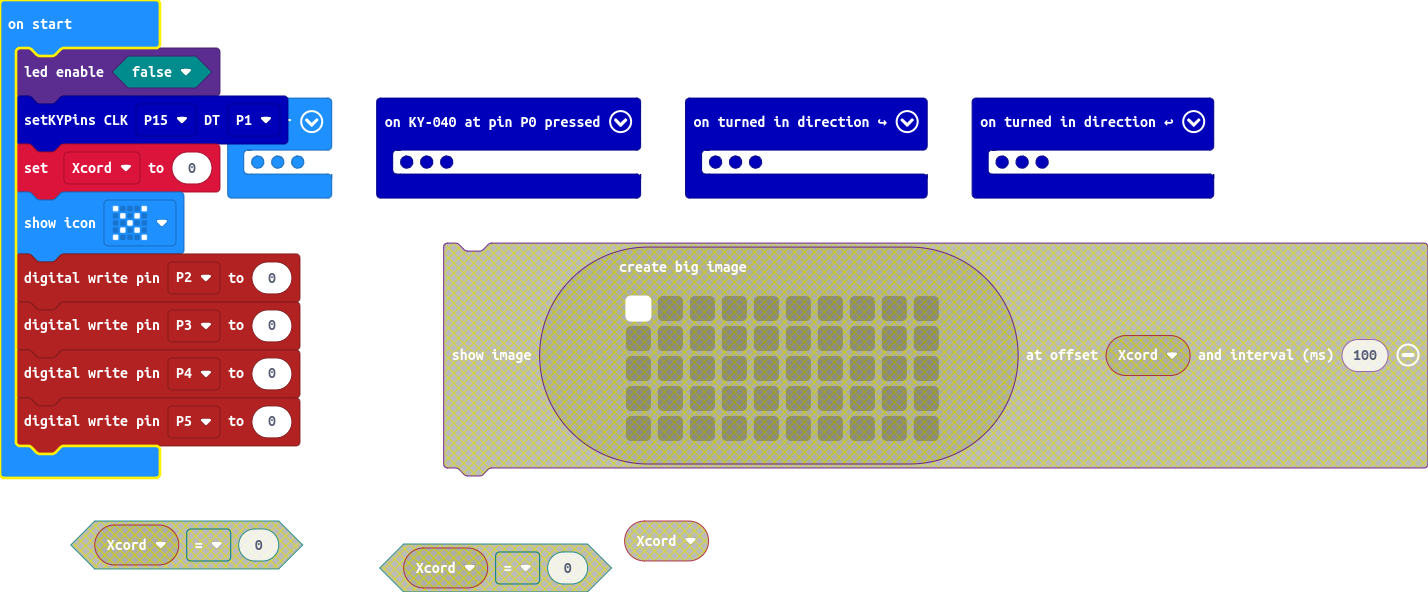 on start
led enable false
setKYPins CLK P15 DT P1
set Xcord to 0
show icon
digital write pin P2 to 0
digital write pin P3 to 0
digital write pin P4 to 0
digital write pin P5 to 0
on KY-040 at pin P0 pressed
on turned in direction ↪
on turned in direction ↩
create big image
show image at offset Xcord and interval (ms) 100
Xcord = 0
Xcord = 0
Xcord